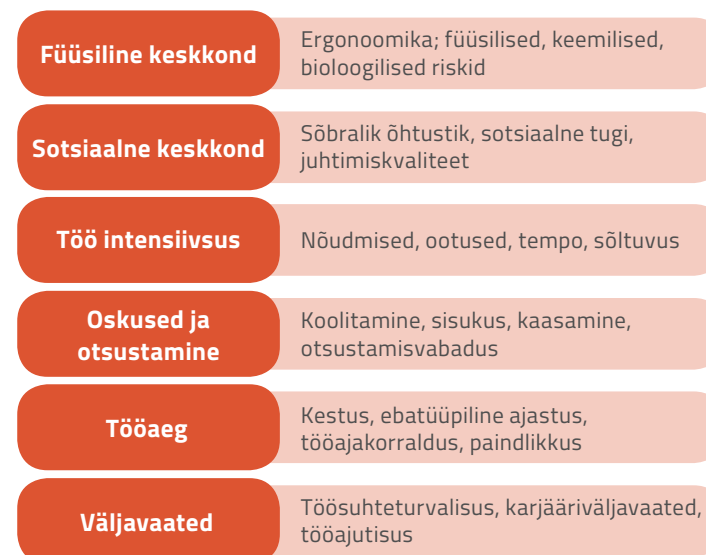 Füüsiline keskkond
Ergonoomika; füüsilised, keemilised,
bioloogilised riskid
Sotsiaalne keskkond
Sõbralik õhtustik, sotsiaalne tugi,
juhtimiskvaliteet
Töö intensiivsus
Nõudmised, ootused, tempo, sõltuvus
Oskused ja
otsustamine
Koolitamine, sisukus, kaasamine,
otsustamisvabadus
Tööaeg
Kestus, ebatüüpiline ajastus,
tööajakorraldus, paindlikkus
Väljavaated
Töösuhteturvalisus, karjääriväljavaated,
tööajutisus